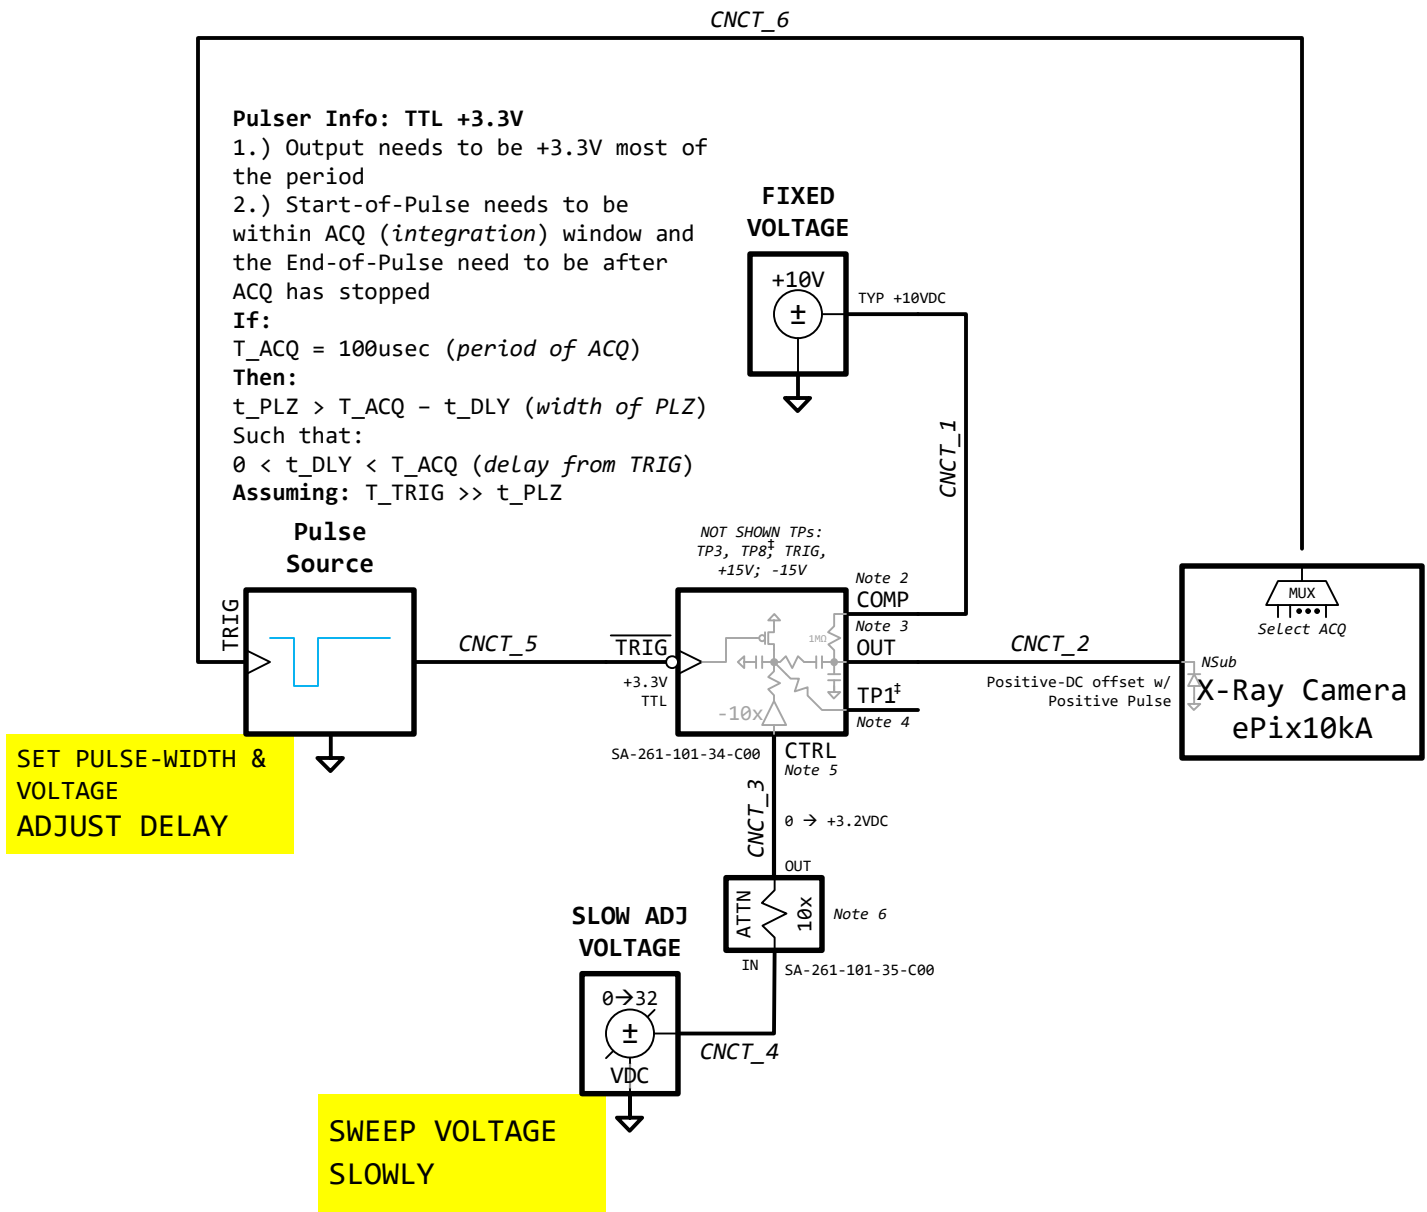 CNCT_6
Pulser Info: TTL +3.3V
1.) Output needs to be +3.3V most of
the period
2.) Start-of-Pulse needs to be
within ACQ (integration) window and
the End-of-Pulse need to be after
ACQ has stopped
If:
T_ACQ = 100usec (period of ACQ)
Then:
t_PLZ > T_ACQ – t_DLY (width of PLZ)
Such that:
0 < t_DLY < T_ACQ (delay from TRIG)
Assuming: T_TRIG >> t_PLZ
FIXED
VOLTAGE
+10V
±
TYP +10VDC
CNCT_1
Pulse
Source
TRIG
CNCT_5
NOT SHOWN TPs:
TP3, TP8‡, TRIG,
+15V; -15V
TRIG
+3.3V
TTL
1MΩ
-10x
Note 2
COMP
Note 3
OUT
TP1‡
Note 4
SA-261-101-34-C00
CTRL
Note 5
CNCT_2
Positive-DC offset w/
Positive Pulse
MUX
Select ACQ
NSub
X-Ray Camera
ePix10kA
SET PULSE-WIDTH &
VOLTAGE
ADJUST DELAY
CNCT_3
0 → +3.2VDC
OUT
ATTN
10x
Note 6
IN
SA-261-101-35-C00
SLOW ADJ
VOLTAGE
0→32
±
VDC
CNCT_4
SWEEP VOLTAGE
SLOWLY